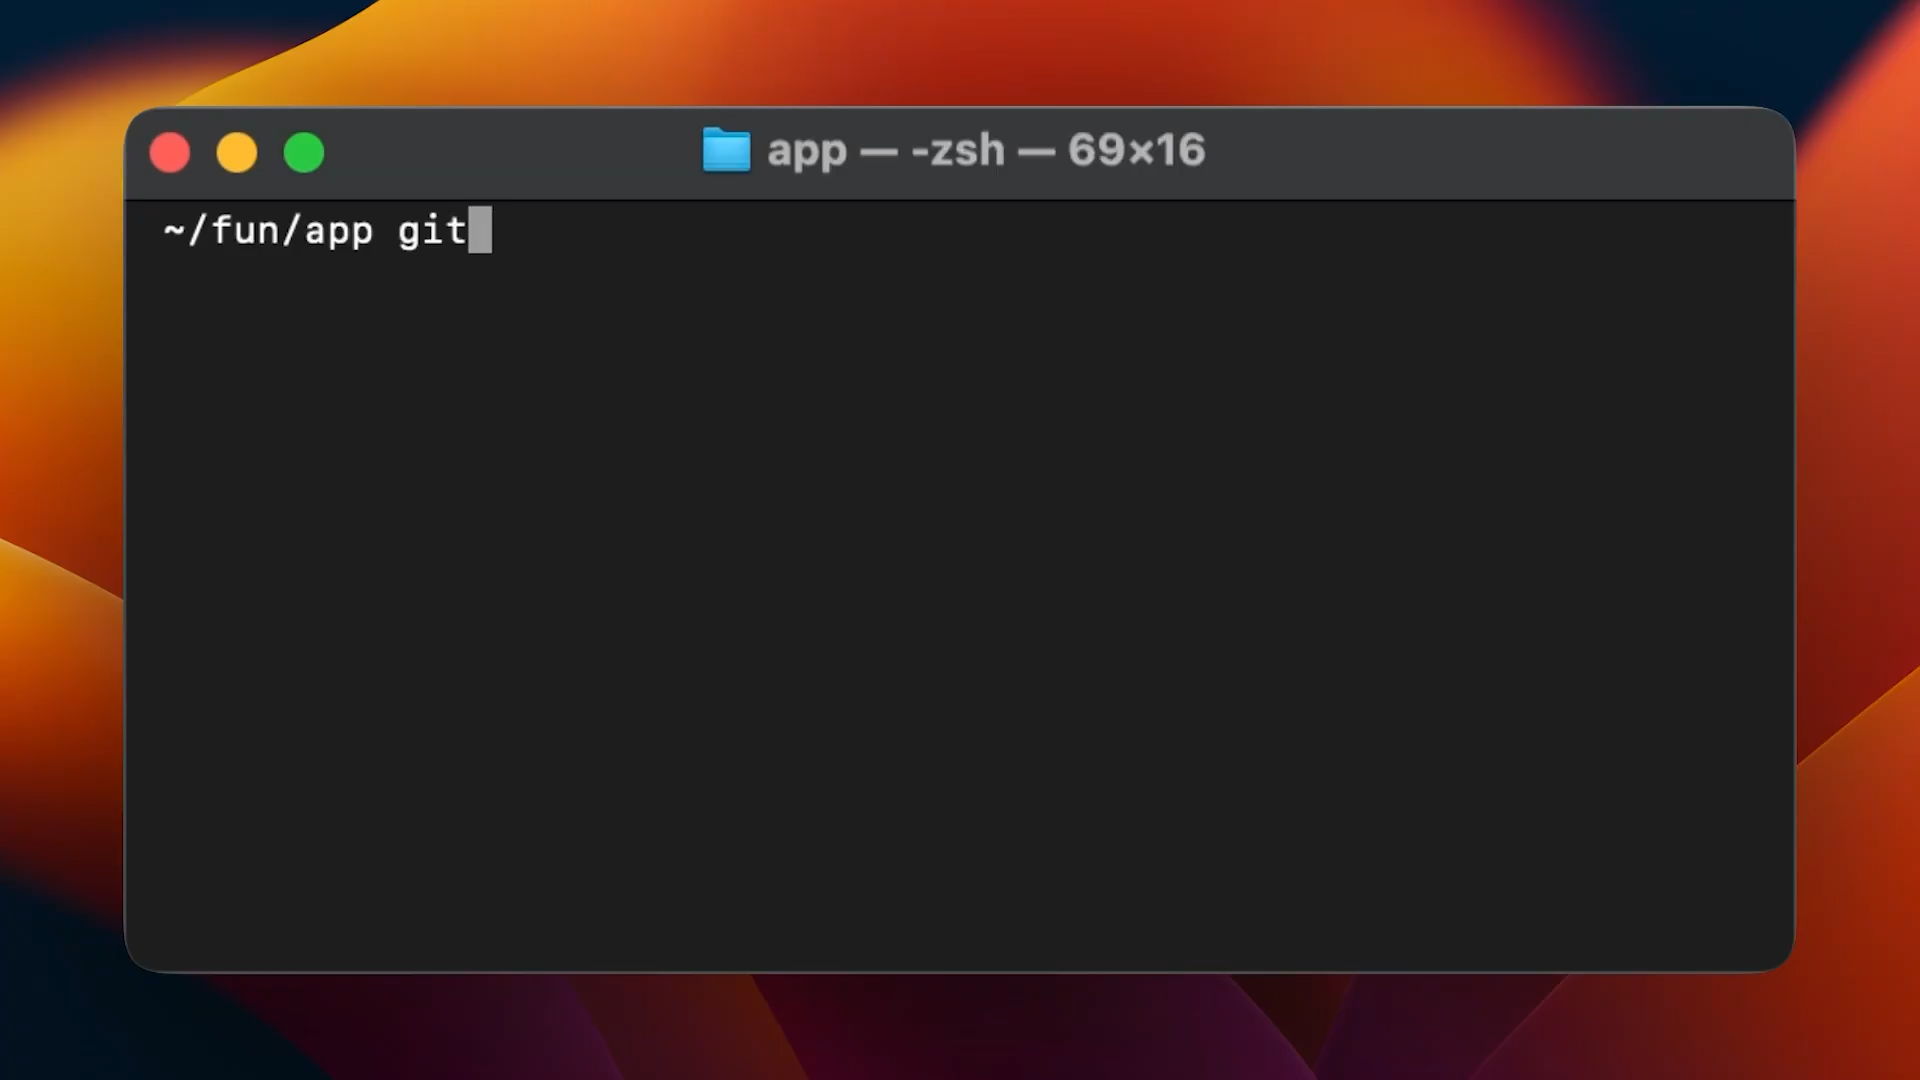 app — -zsh — 69×16
~/fun/app git